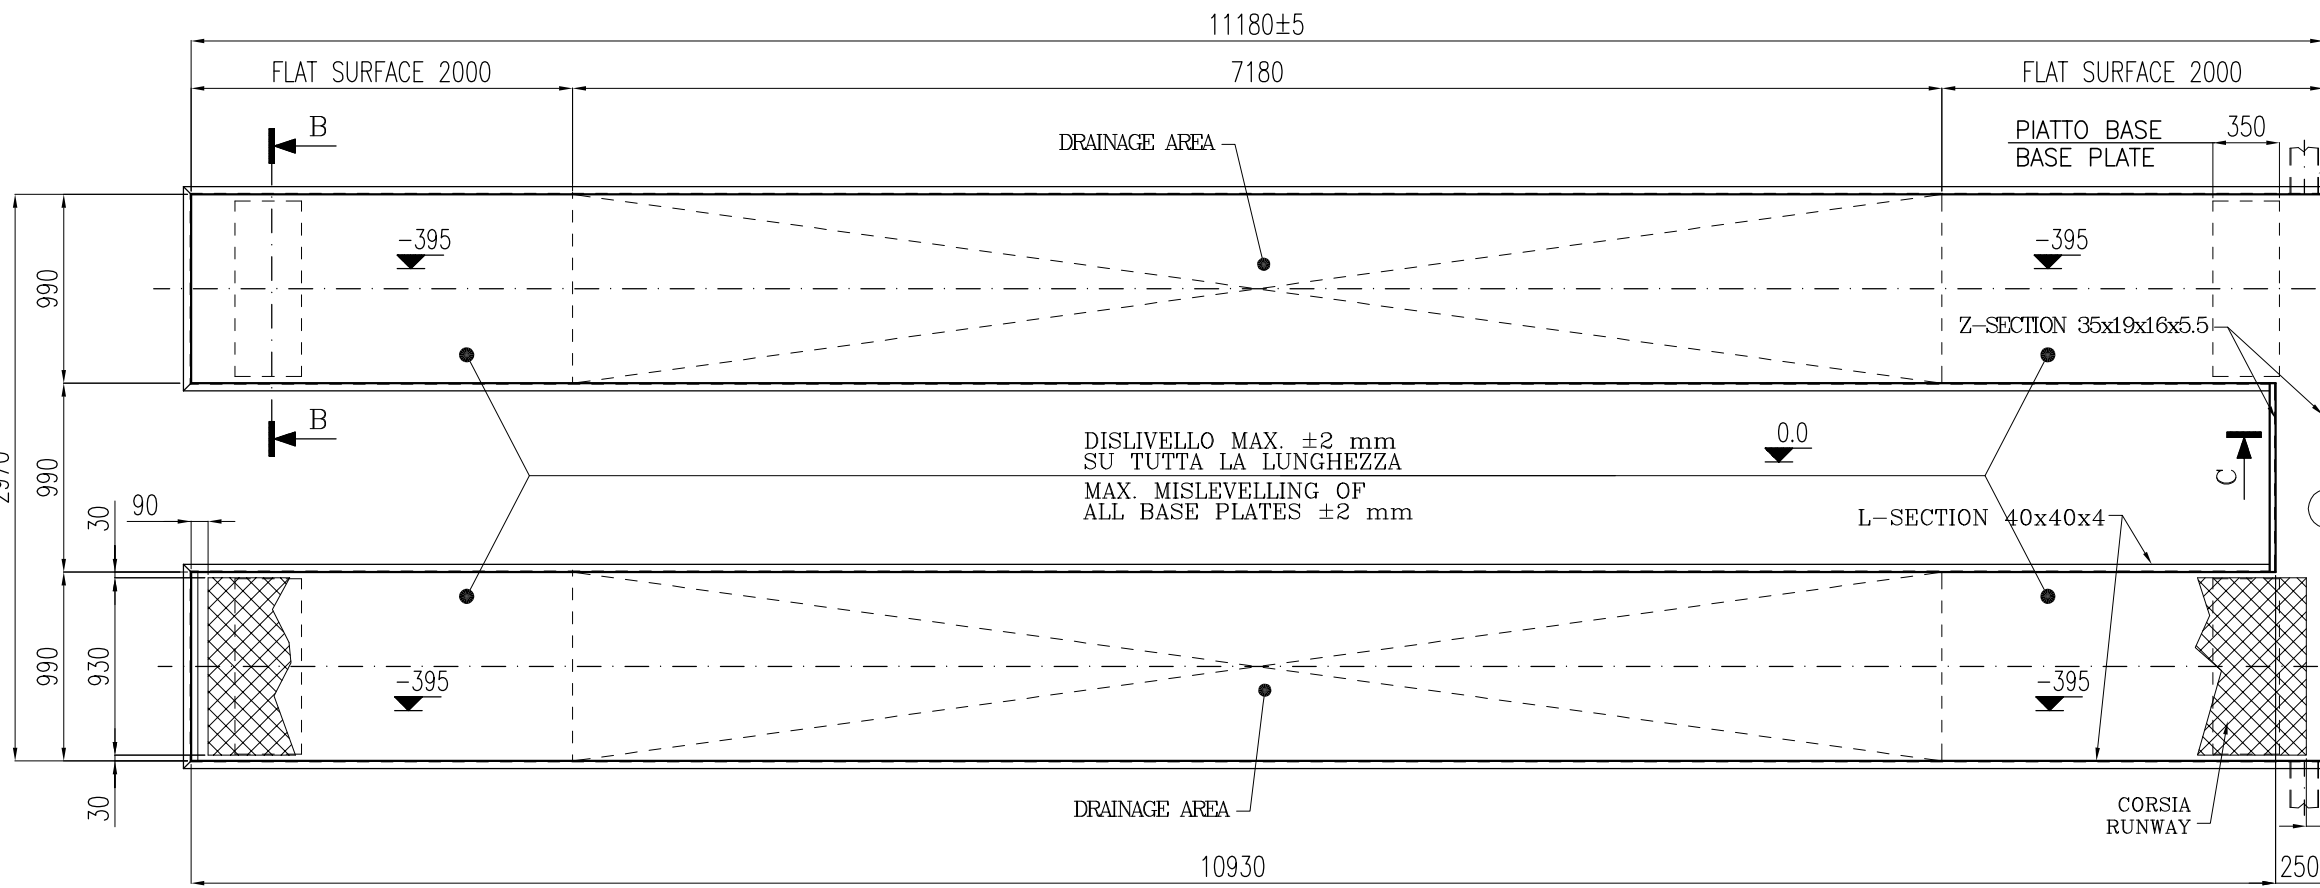 11180±5
FLAT SURFACE 2000
7180
FLAT SURFACE 2000
B
DRAINAGE AREA
PIATTO BASE
BASE PLATE
350
-395
-395
990
Z-SECTION 35x19x16x5.5
B
DISLIVELLO MAX. ±2 mm
SU TUTTA LA LUNGHEZZA
MAX. MISLEVELLING OF
ALL BASE PLATES ±2 mm
0.0
C
2970
990
90
30
L-SECTION 40x40x4
990
930
-395
-395
30
DRAINAGE AREA
CORSIA
RUNWAY
10930
250